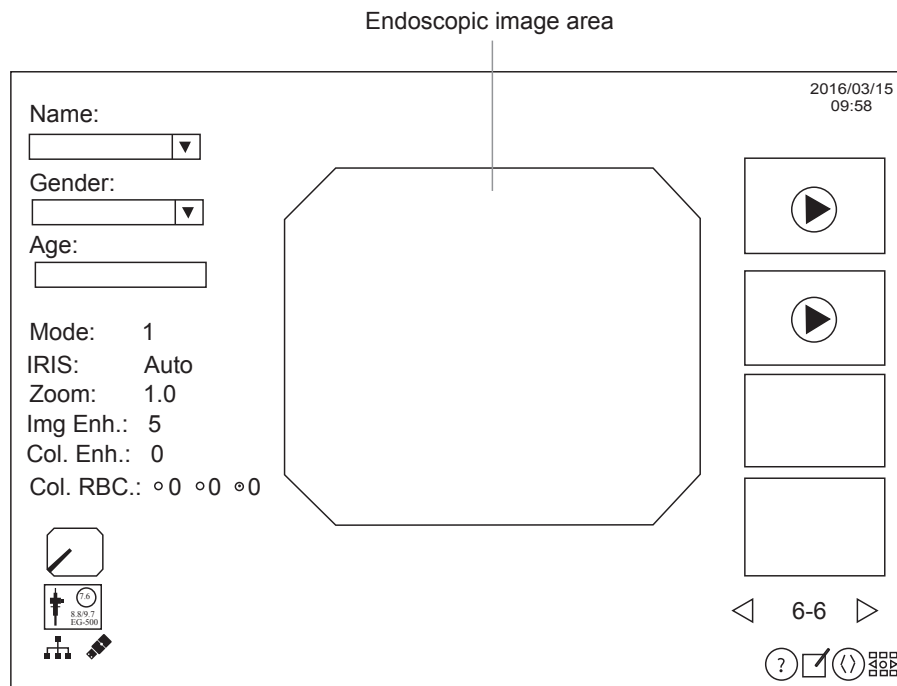 Endoscopic image area
2016/03/15
09:58
Name:
Gender:
Age:
Mode: 1
IRIS: Auto
Zoom: 1.0
Img Enh.: 5
Col. Enh.: 0
Col. RBC.: 0 0 0
7.6
8.8/9.7
EG-500
6-6
?